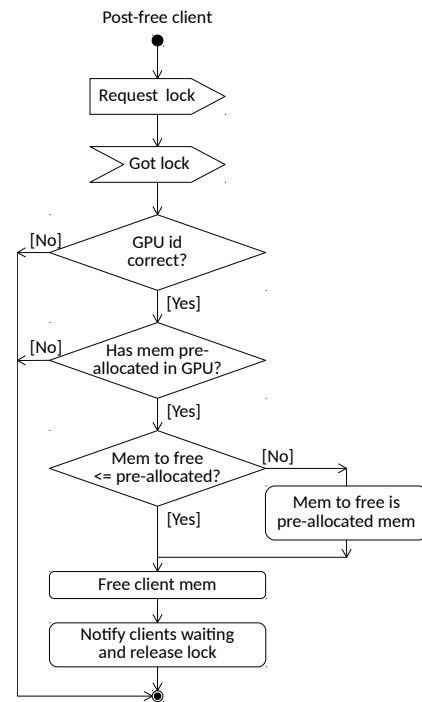 Post-free client
Request lock
Got lock
[No]
GPU id
correct?
[Yes]
[No]
Has mem pre-
allocated in GPU?
[Yes]
Mem to free
<= pre-allocated?
[No]
[Yes]
Mem to free is
pre-allocated mem
Free client mem
Notify clients waiting
and release lock